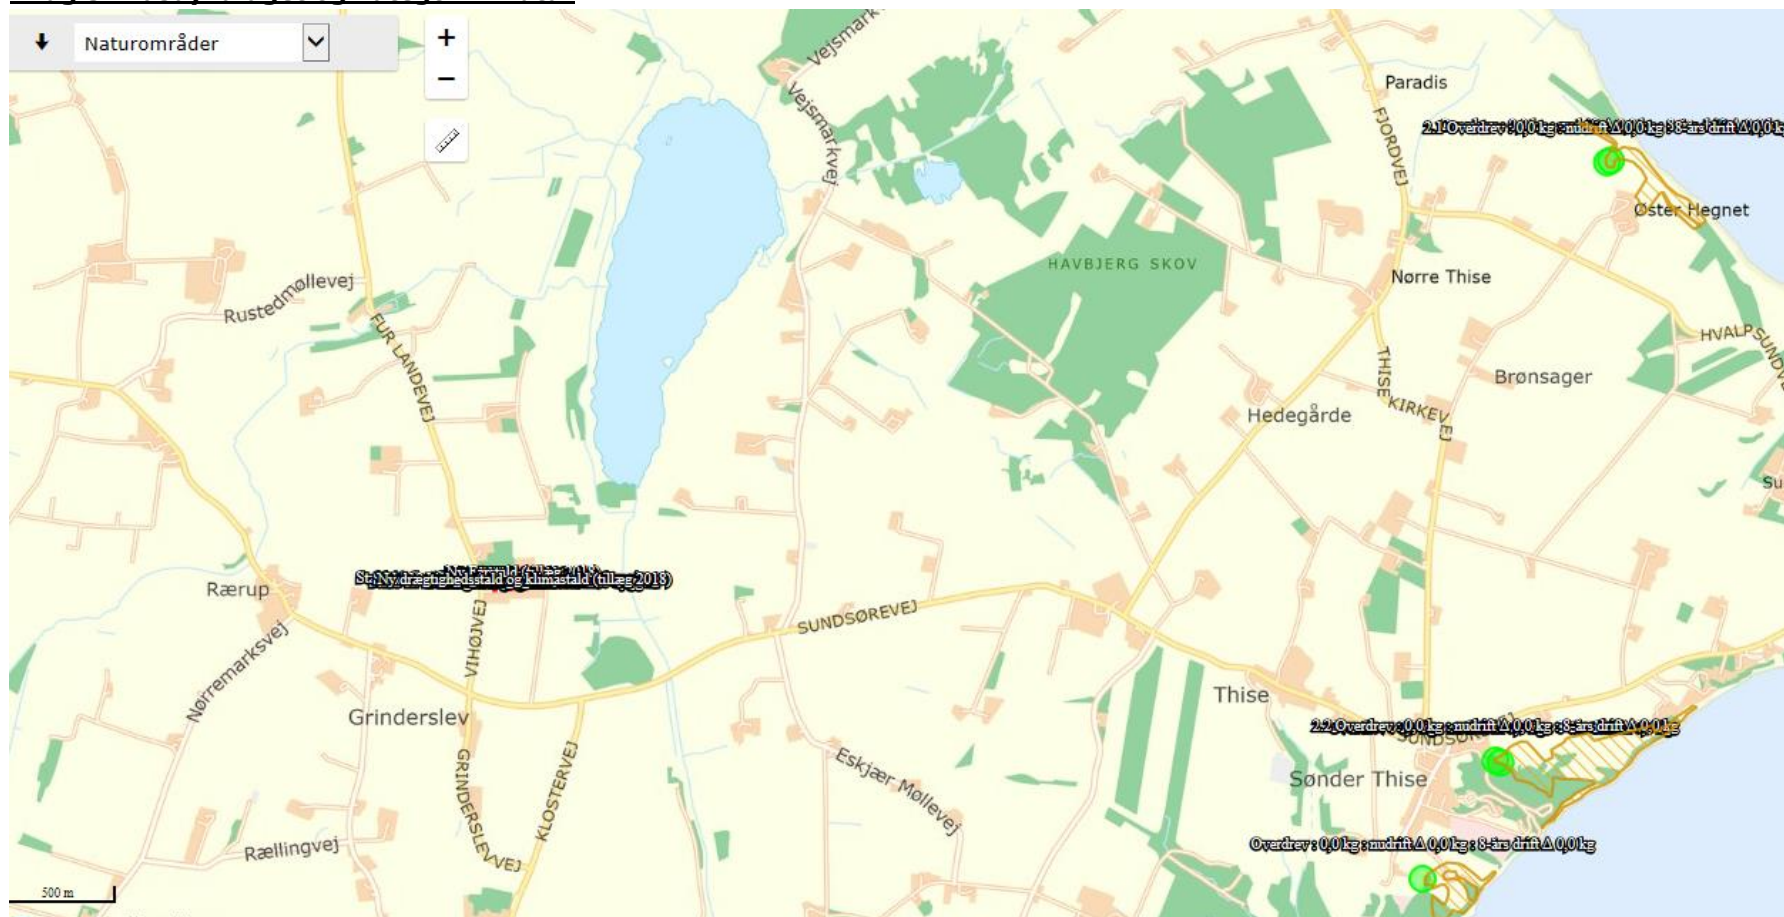 Naturområder
+
−
Vejsmarkvej
Vejsmarkvej
Paradis
FJORDVEJ
2.1 Overdrev : 0,0 kg : nudrift Δ 0,0 kg : 8-års drift Δ 0,0 kg
Øster Hegnet
HAVBJERG SKOV
Nørre Thise
Rustedmøllevej
FUR LANDEVEJ
HVALPSUNDVEJ
THISE KIRKEVEJ
Brønsager
Hedegårde
Su
Ny drægtighedsstald og klimastald (tillæg 2018)
Rærup
SUNDSØREVEJ
VIHØJVEJ
Nørremarksvej
Thise
Grinderslev
2.2 Overdrev : 0,0 kg : nudrift Δ 0,0 kg : 8-års drift Δ 0,0 kg
Sønder Thise
GRINDERSLEVVEJ
KLOSTERVEJ
Eskjær Møllevej
Rællingvej
Overdrev : 0,0 kg : nudrift Δ 0,0 kg : 8-års drift Δ 0,0 kg
500 m